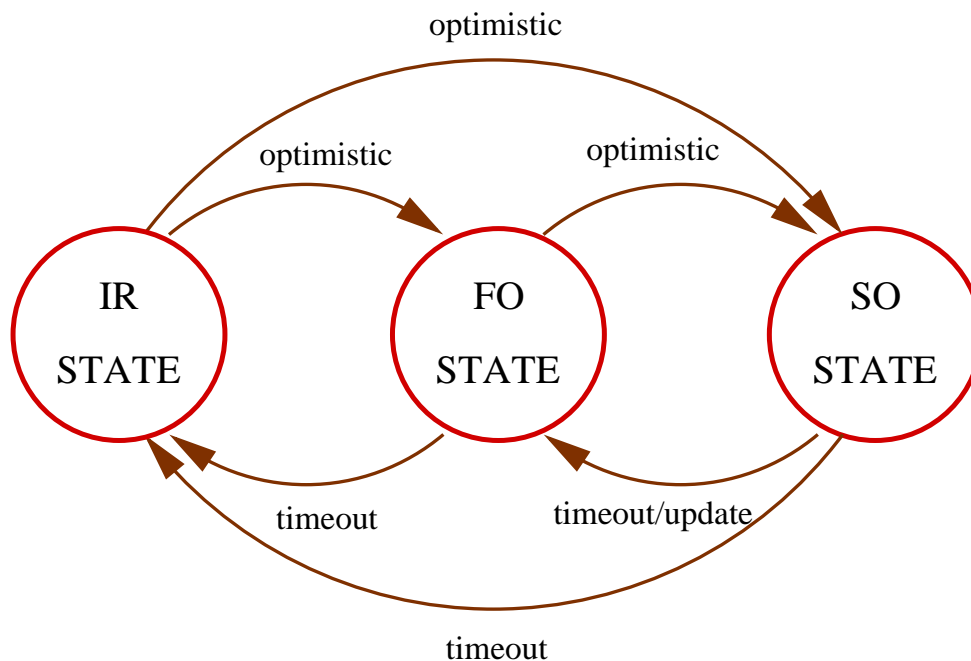 optimistic
optimistic
optimistic
IR
STATE
FO
STATE
SO
STATE
timeout
timeout/update
timeout